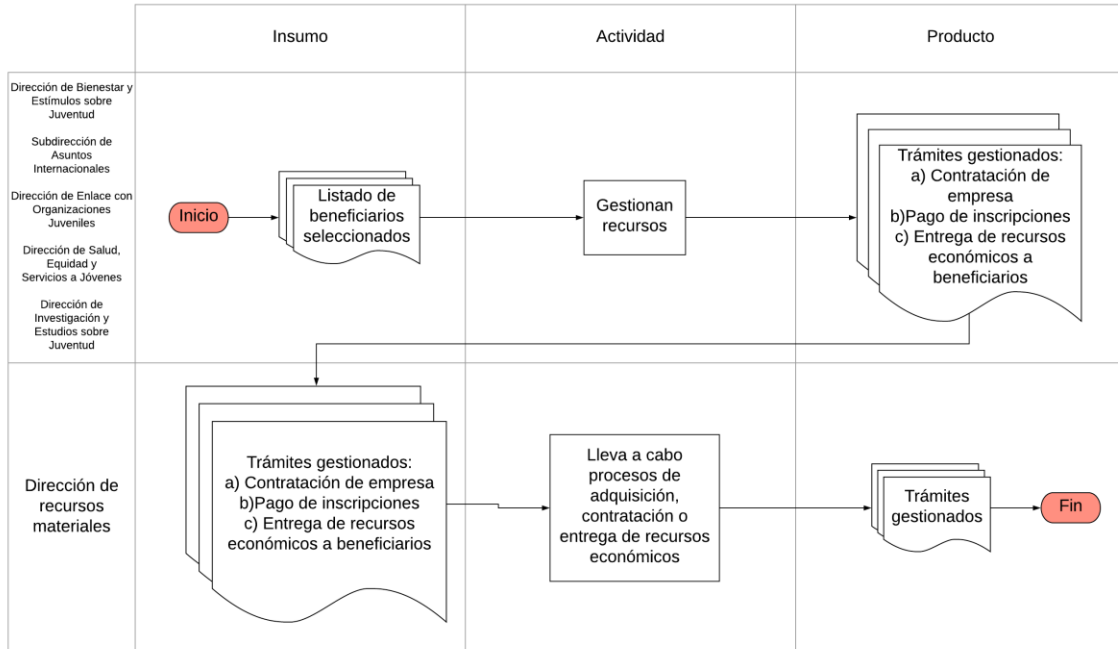 Insumo
Actividad
Producto
Dirección de Bienestar y
Estímulos sobre
Juventud
Subdirección de
Asuntos
Internacionales
Dirección de Enlace con
Organizaciones
Juveniles
Dirección de Salud,
Equidad y
Servicios a Jóvenes
Dirección de
Investigación y
Estudios sobre
Juventud
Inicio
Listado de
beneficiarios
seleccionados
Gestionan
recursos
Trámites gestionados:
a) Contratación de
empresa
b)Pago de inscripciones
c) Entrega de recursos
económicos a
beneficiarios
Dirección de
recursos
materiales
Trámites gestionados:
a) Contratación de empresa
b)Pago de inscripciones
c) Entrega de recursos
económicos a beneficiarios
Lleva a cabo
procesos de
adquisición,
contratación o
entrega de recursos
económicos
Trámites
gestionados
Fin